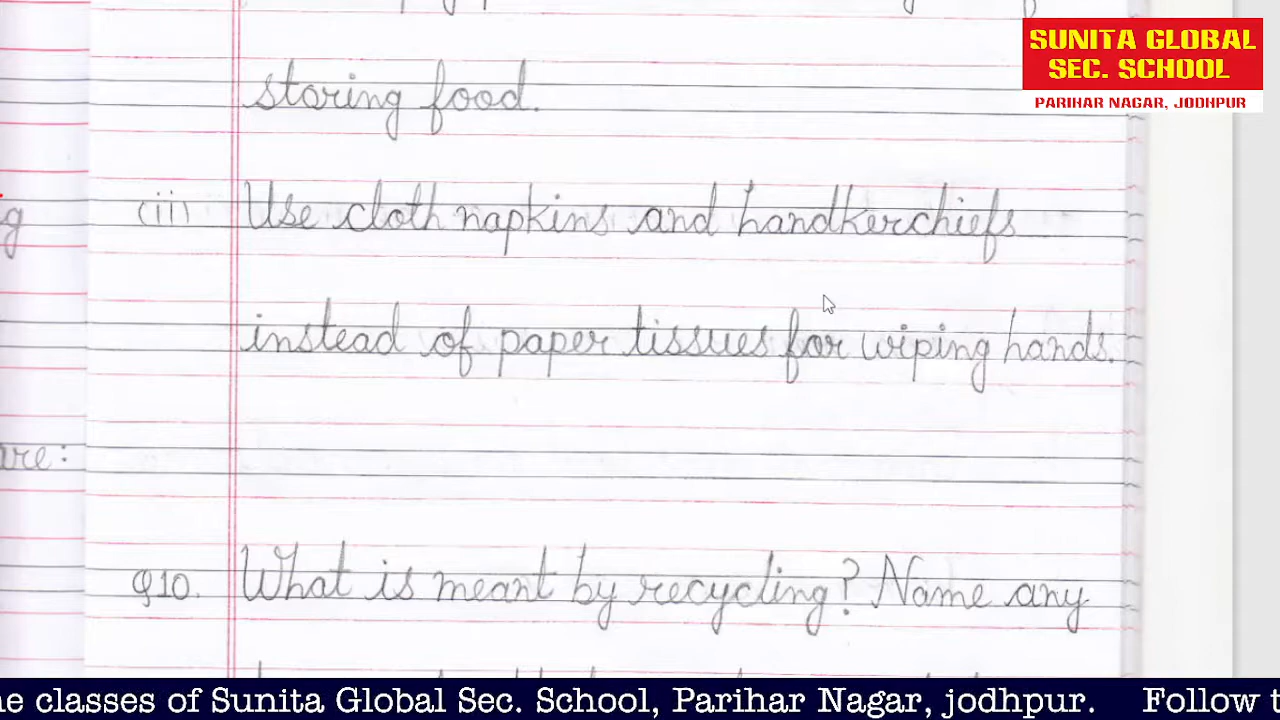 SUNITA GLOBAL
SEC. SCHOOL
PARIHAR NAGAR, JODHPUR
storing food.
g
(ii) Use cloth napkins and handkerchiefs
instead of paper tissues for wiping hands.
Q10. What is meant by recycling? Name any
classes of Sunita Global Sec. School, Parihar Nagar, jodhpur. Follow